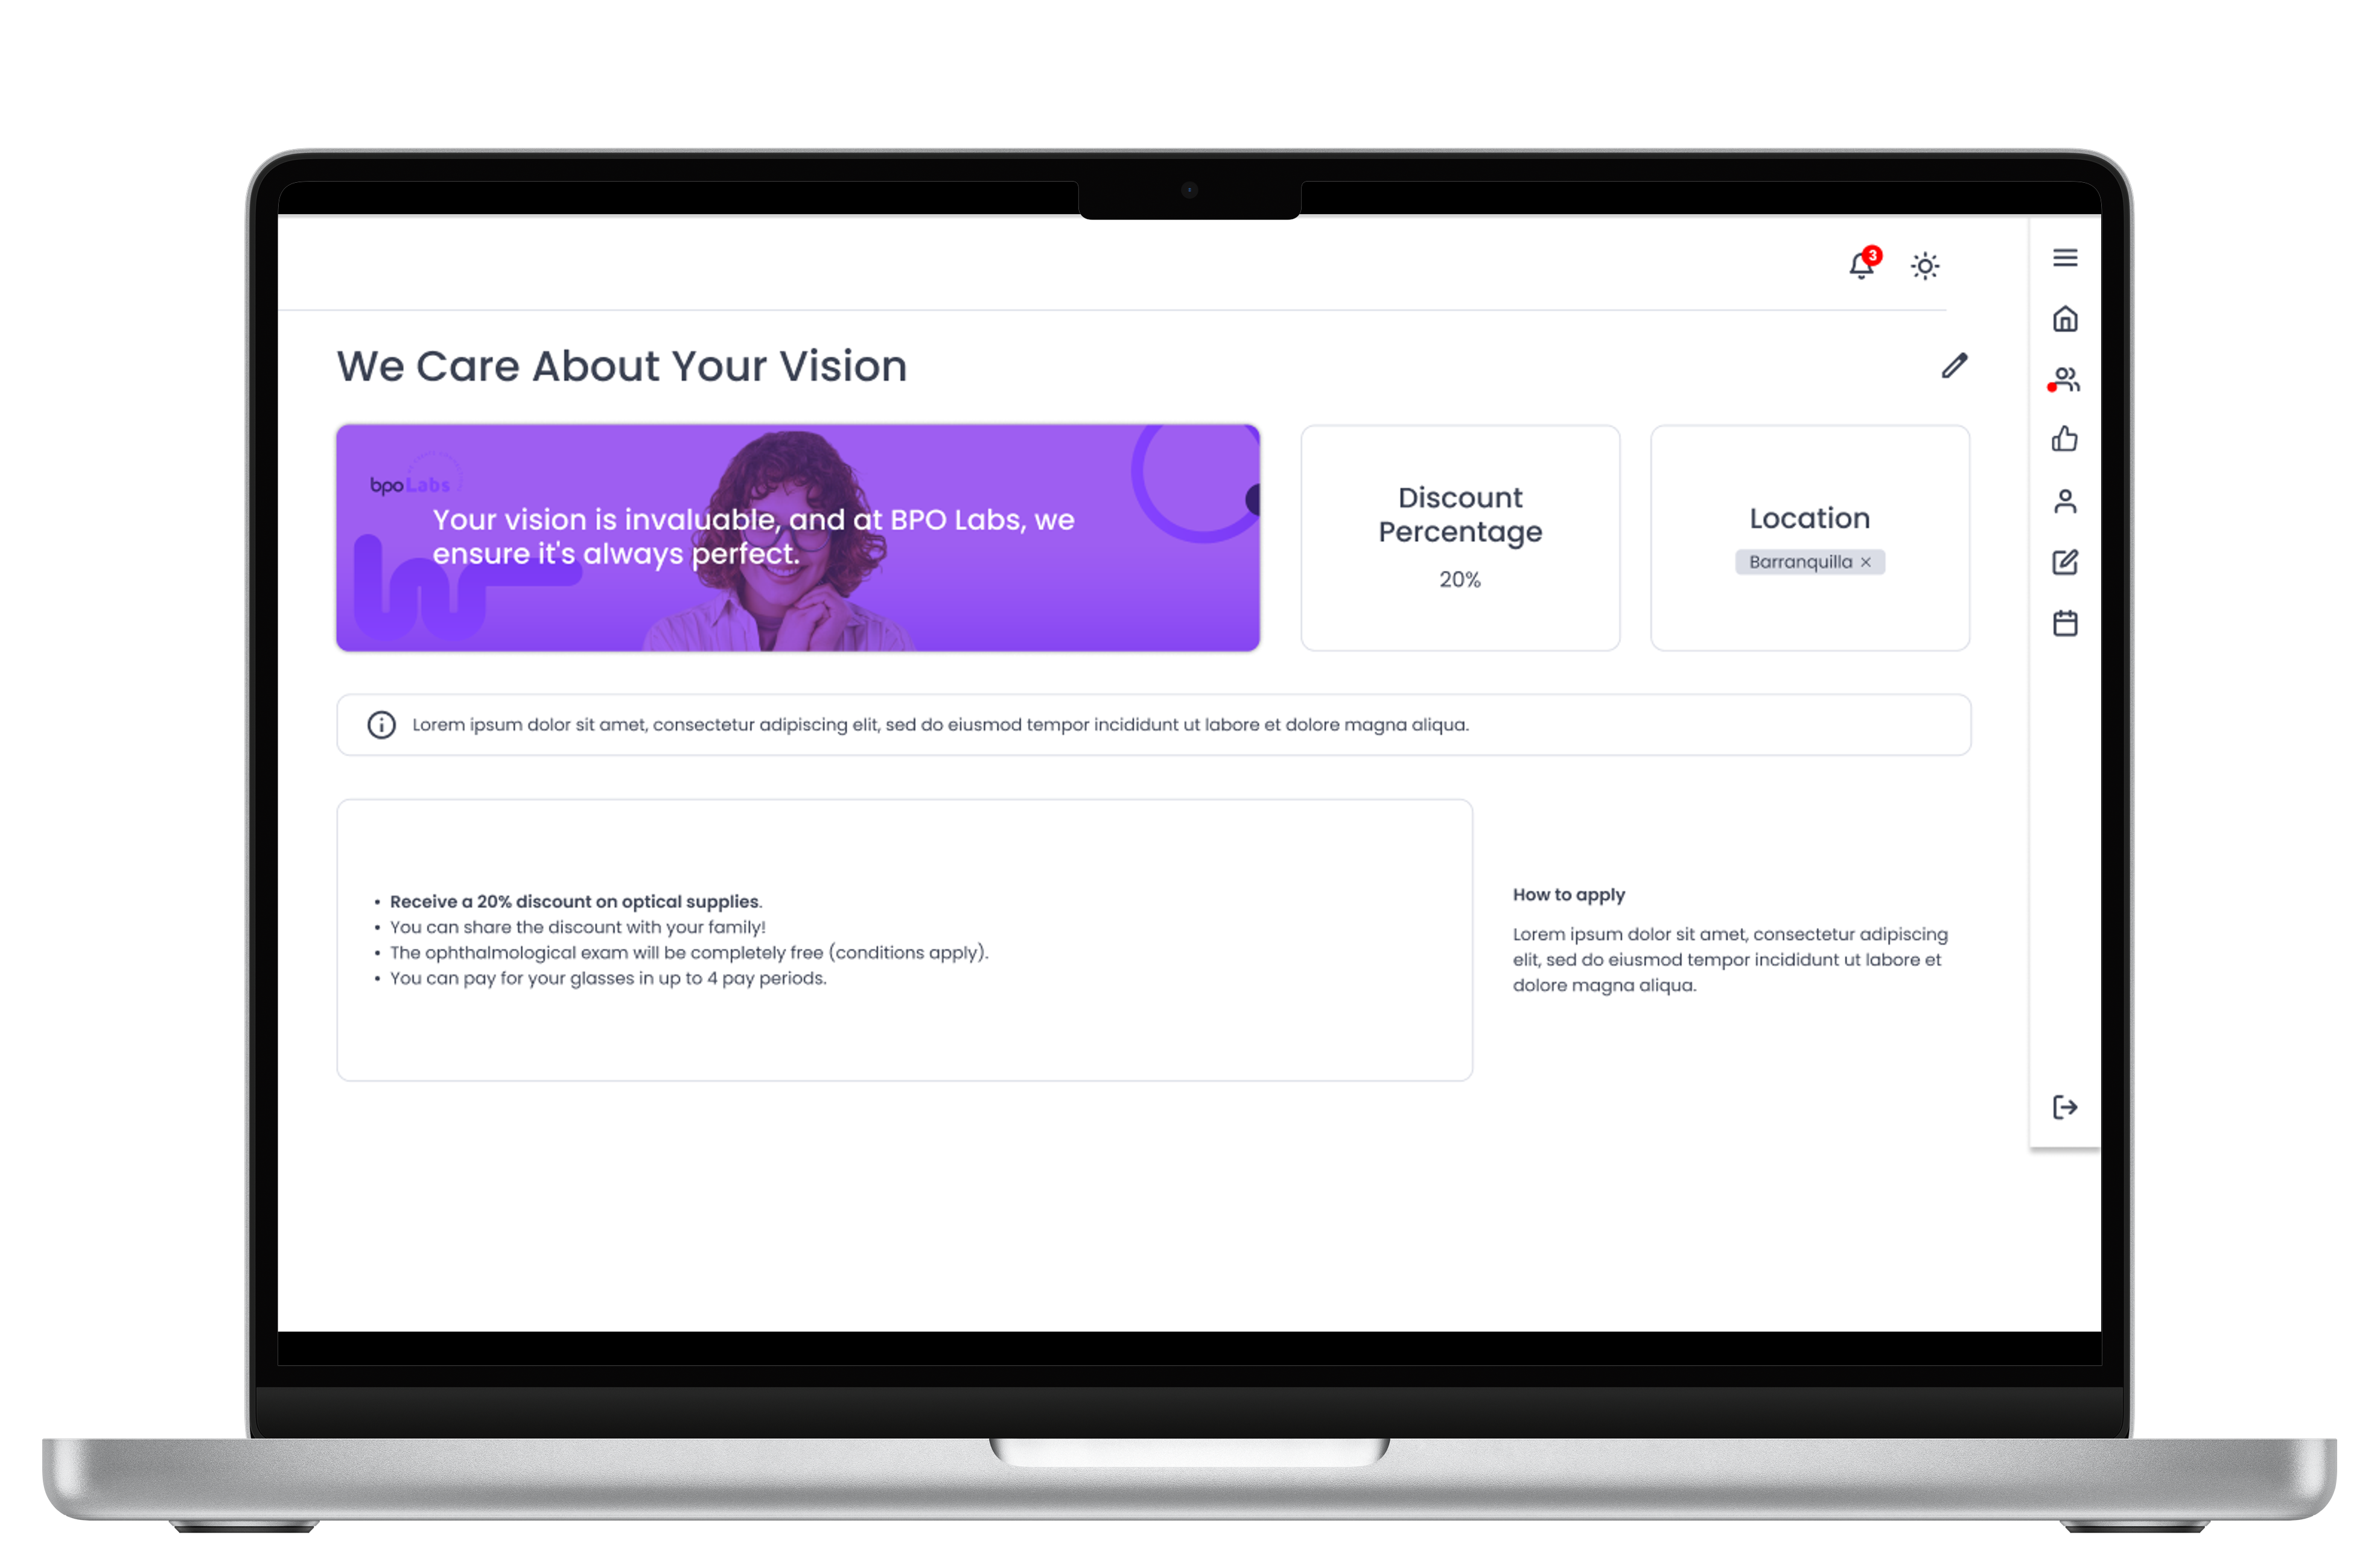 3
We Care About Your Vision
bpoLabs
Your vision is invaluable, and at BPO Labs, we
ensure it's always perfect.
Discount
Percentage
20%
Location
Barranquilla ×
Lorem ipsum dolor sit amet, consectetur adipiscing elit, sed do eiusmod tempor incididunt ut labore et dolore magna aliqua.
• Receive a 20% discount on optical supplies.
• You can share the discount with your family!
• The ophthalmological exam will be completely free (conditions apply).
• You can pay for your glasses in up to 4 pay periods.
How to apply
Lorem ipsum dolor sit amet, consectetur adipiscing
elit, sed do eiusmod tempor incididunt ut labore et
dolore magna aliqua.